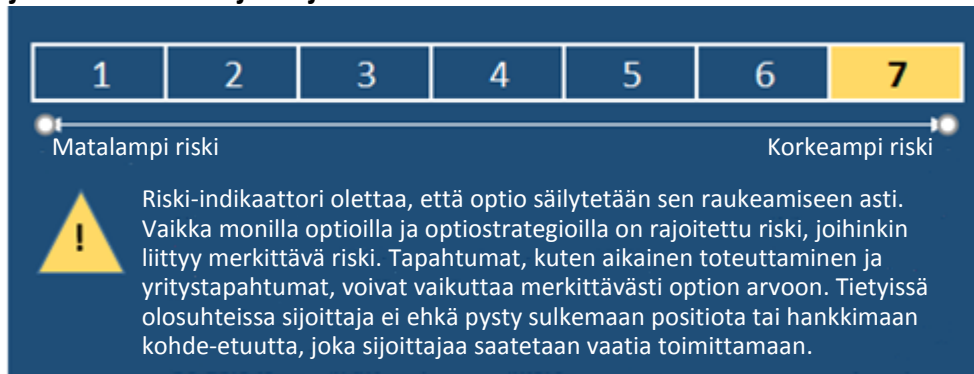 1 2 3 4 5 6 7
Matalampi riski Korkeampi riski
Riski-indikaattori olettaa, että optio säilytetään sen raukeamiseen asti.
! Vaikka monilla optioilla ja optiostrategioilla on rajoitettu riski, joihinkin
liittyy merkittävä riski. Tapahtumat, kuten aikainen toteuttaminen ja
yritystapahtumat, voivat vaikuttaa merkittävästi option arvoon. Tietyissä
olosuhteissa sijoittaja ei ehkä pysty sulkemaan positiota tai hankkimaan
kohde-etuutta, joka sijoittajaa saatetaan vaatia toimittamaan.